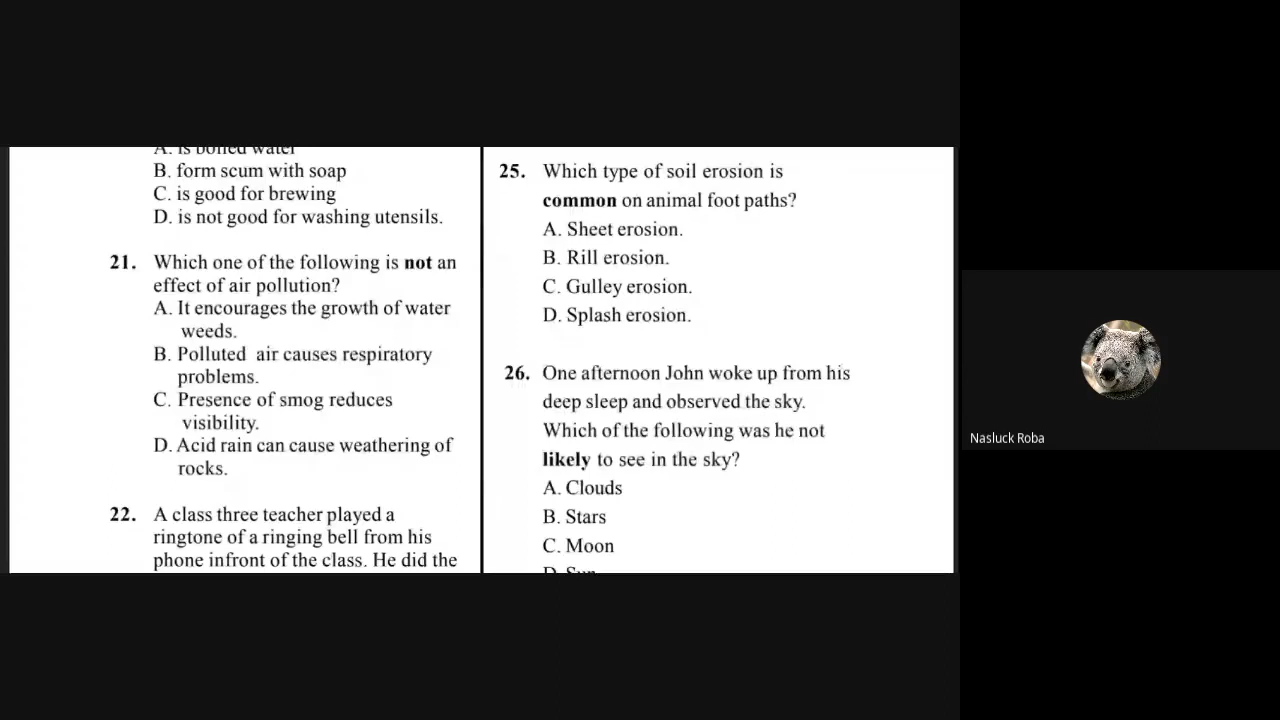 A. is boiled water
B. form scum with soap
C. is good for brewing
D. is not good for washing utensils.
21. Which one of the following is not an
effect of air pollution?
A. It encourages the growth of water
weeds.
B. Polluted air causes respiratory
problems.
C. Presence of smog reduces
visibility.
D. Acid rain can cause weathering of
rocks.
22. A class three teacher played a
ringtone of a ringing bell from his
phone infront of the class. He did the
25. Which type of soil erosion is
common on animal foot paths?
A. Sheet erosion.
B. Rill erosion.
C. Gulley erosion.
D. Splash erosion.
26. One afternoon John woke up from his
deep sleep and observed the sky.
Which of the following was he not
likely to see in the sky?
A. Clouds
B. Stars
C. Moon
D. Sun
Nasluck Roba